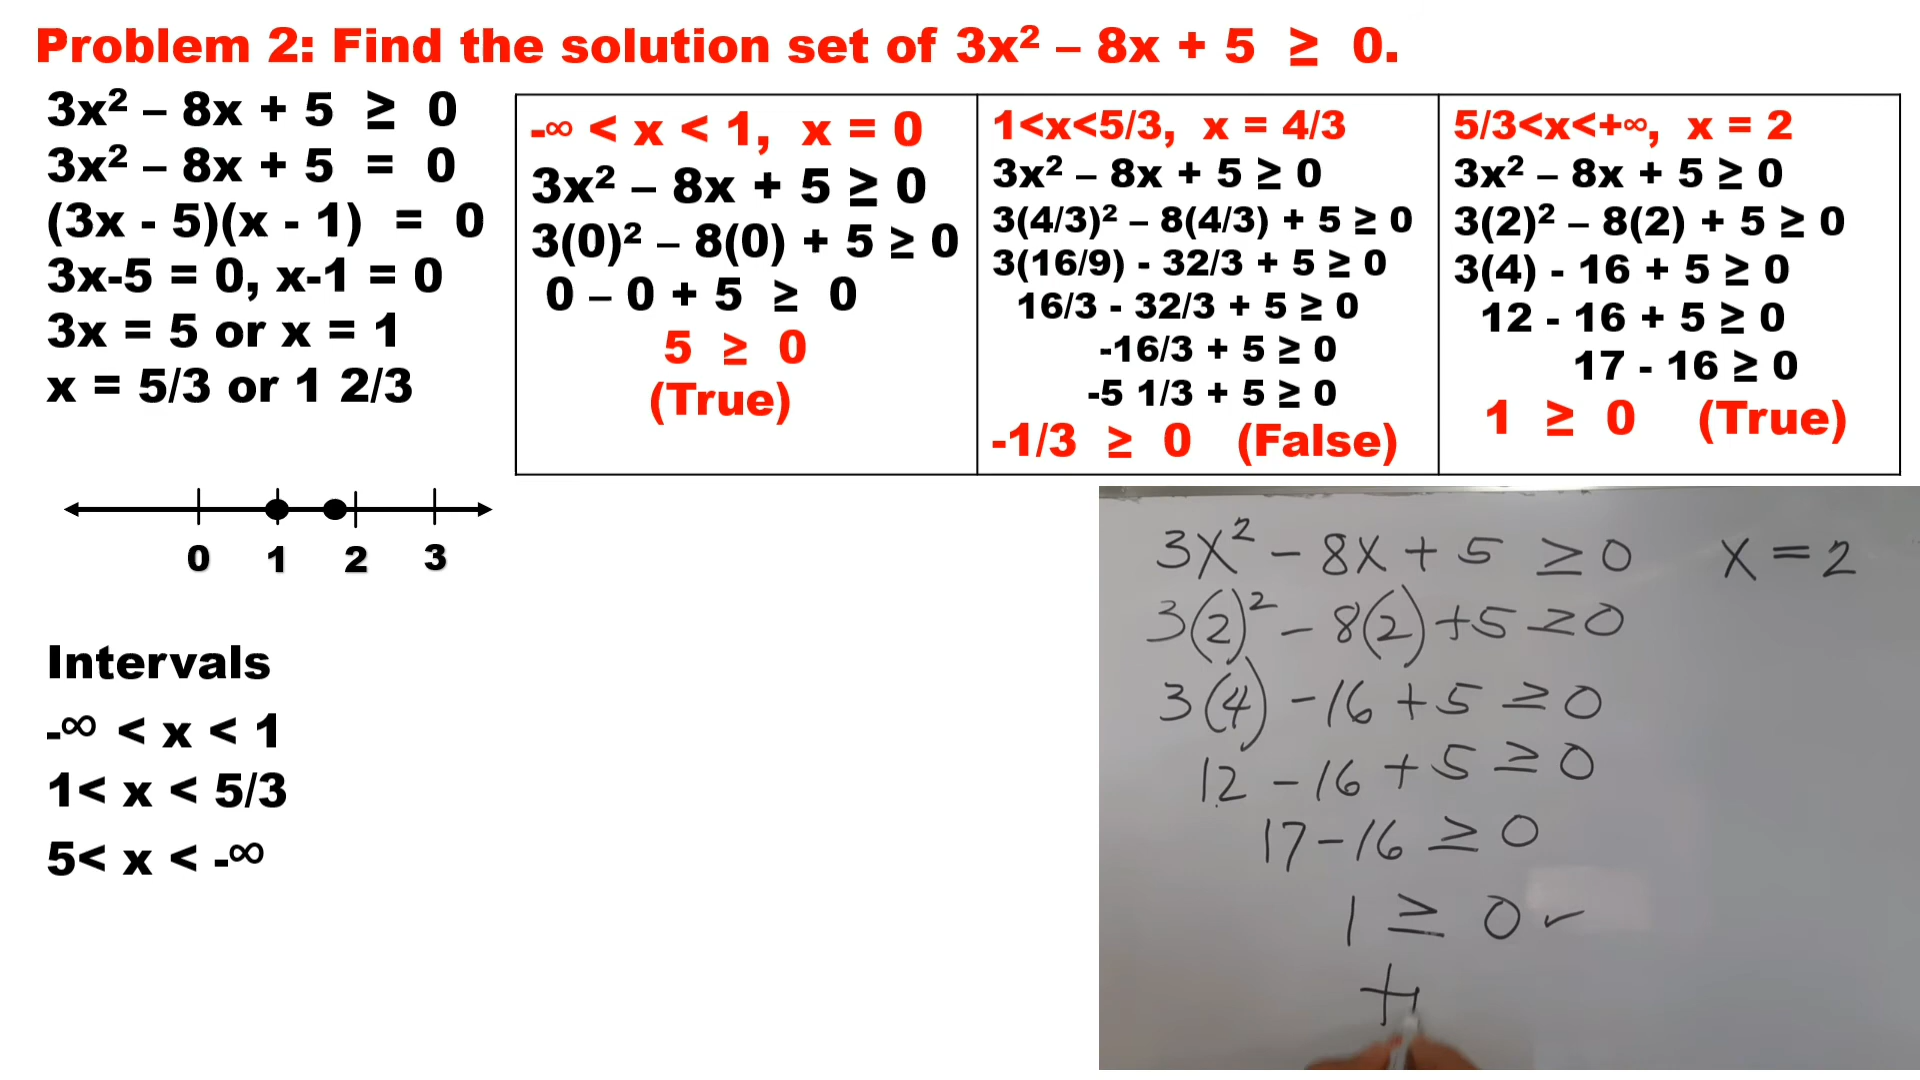 Problem 2: Find the solution set of 3x² – 8x + 5 ≥ 0.
3x² – 8x + 5 ≥ 0
3x² – 8x + 5 = 0
(3x - 5)(x - 1) = 0
3x-5 = 0, x-1 = 0
3x = 5 or x = 1
x = 5/3 or 1 2/3
-∞ < x < 1, x = 0
3x² – 8x + 5 ≥ 0
3(0)² – 8(0) + 5 ≥ 0
0 – 0 + 5 ≥ 0
5 ≥ 0
(True)
1<x<5/3, x = 4/3
3x² – 8x + 5 ≥ 0
3(4/3)² – 8(4/3) + 5 ≥ 0
3(16/9) - 32/3 + 5 ≥ 0
16/3 - 32/3 + 5 ≥ 0
-16/3 + 5 ≥ 0
-5 1/3 + 5 ≥ 0
-1/3 ≥ 0 (False)
5/3<x<+∞, x = 2
3x² – 8x + 5 ≥ 0
3(2)² – 8(2) + 5 ≥ 0
3(4) - 16 + 5 ≥ 0
12 - 16 + 5 ≥ 0
17 - 16 ≥ 0
1 ≥ 0 (True)
0 1 2 3
Intervals
-∞ < x < 1
1< x < 5/3
5< x < -∞
3x² – 8x + 5 ≥ 0 x = 2
3(2)² – 8(2) + 5 ≥ 0
3(4) – 16 + 5 ≥ 0
12 – 16 + 5 ≥ 0
17 – 16 ≥ 0
1 ≥ 0 ✓